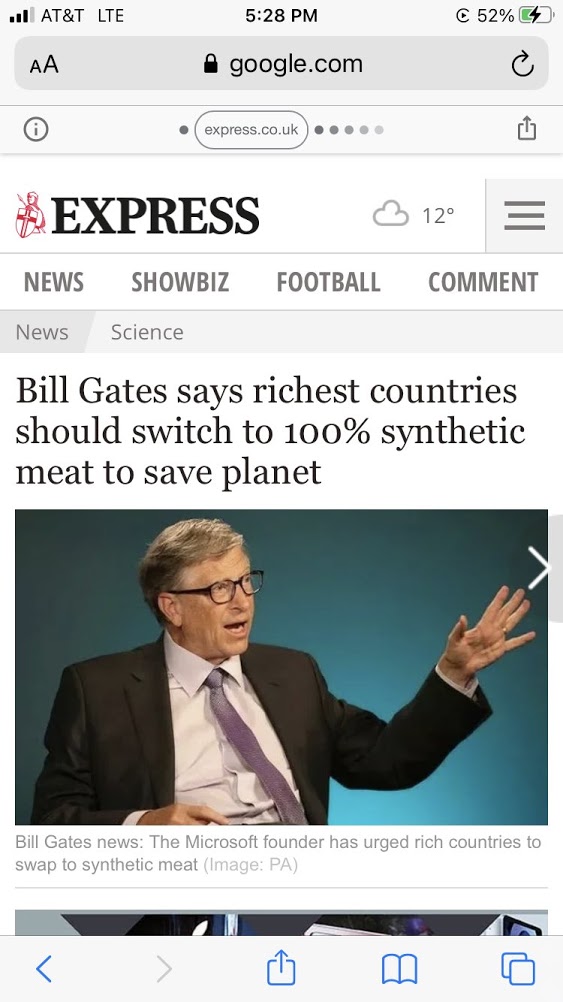 AT&T LTE 5:28 PM 52%
AA google.com
express.co.uk
EXPRESS 12°
NEWS SHOWBIZ FOOTBALL COMMENT
News Science
Bill Gates says richest countries
should switch to 100% synthetic
meat to save planet
Bill Gates news: The Microsoft founder has urged rich countries to
swap to synthetic meat (Image: PA)